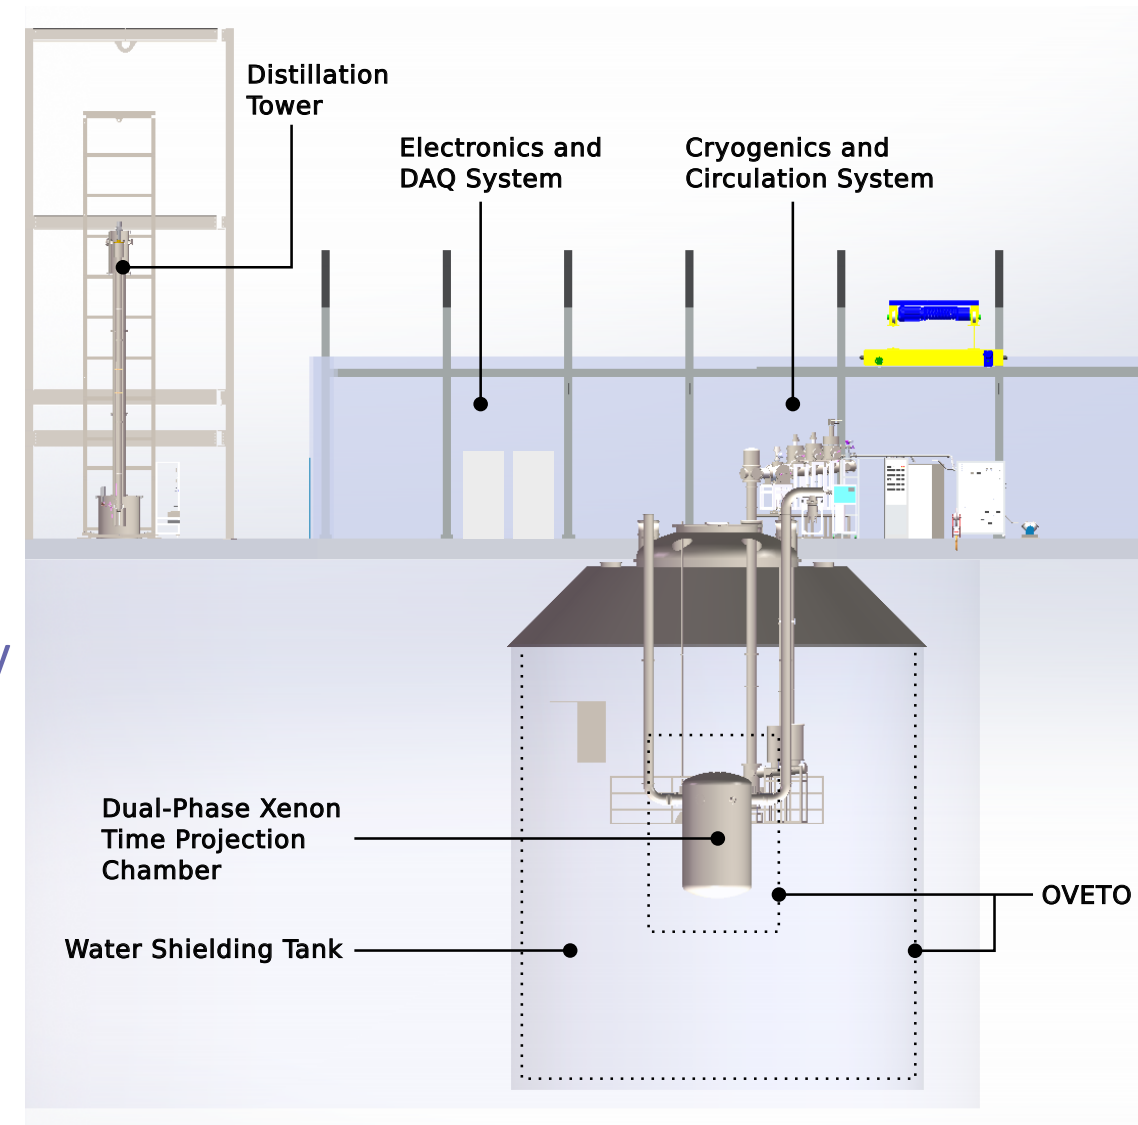 Distillation
Tower
Electronics and
DAQ System
Cryogenics and
Circulation System
Dual-Phase Xenon
Time Projection
Chamber
OVETO
Water Shielding Tank